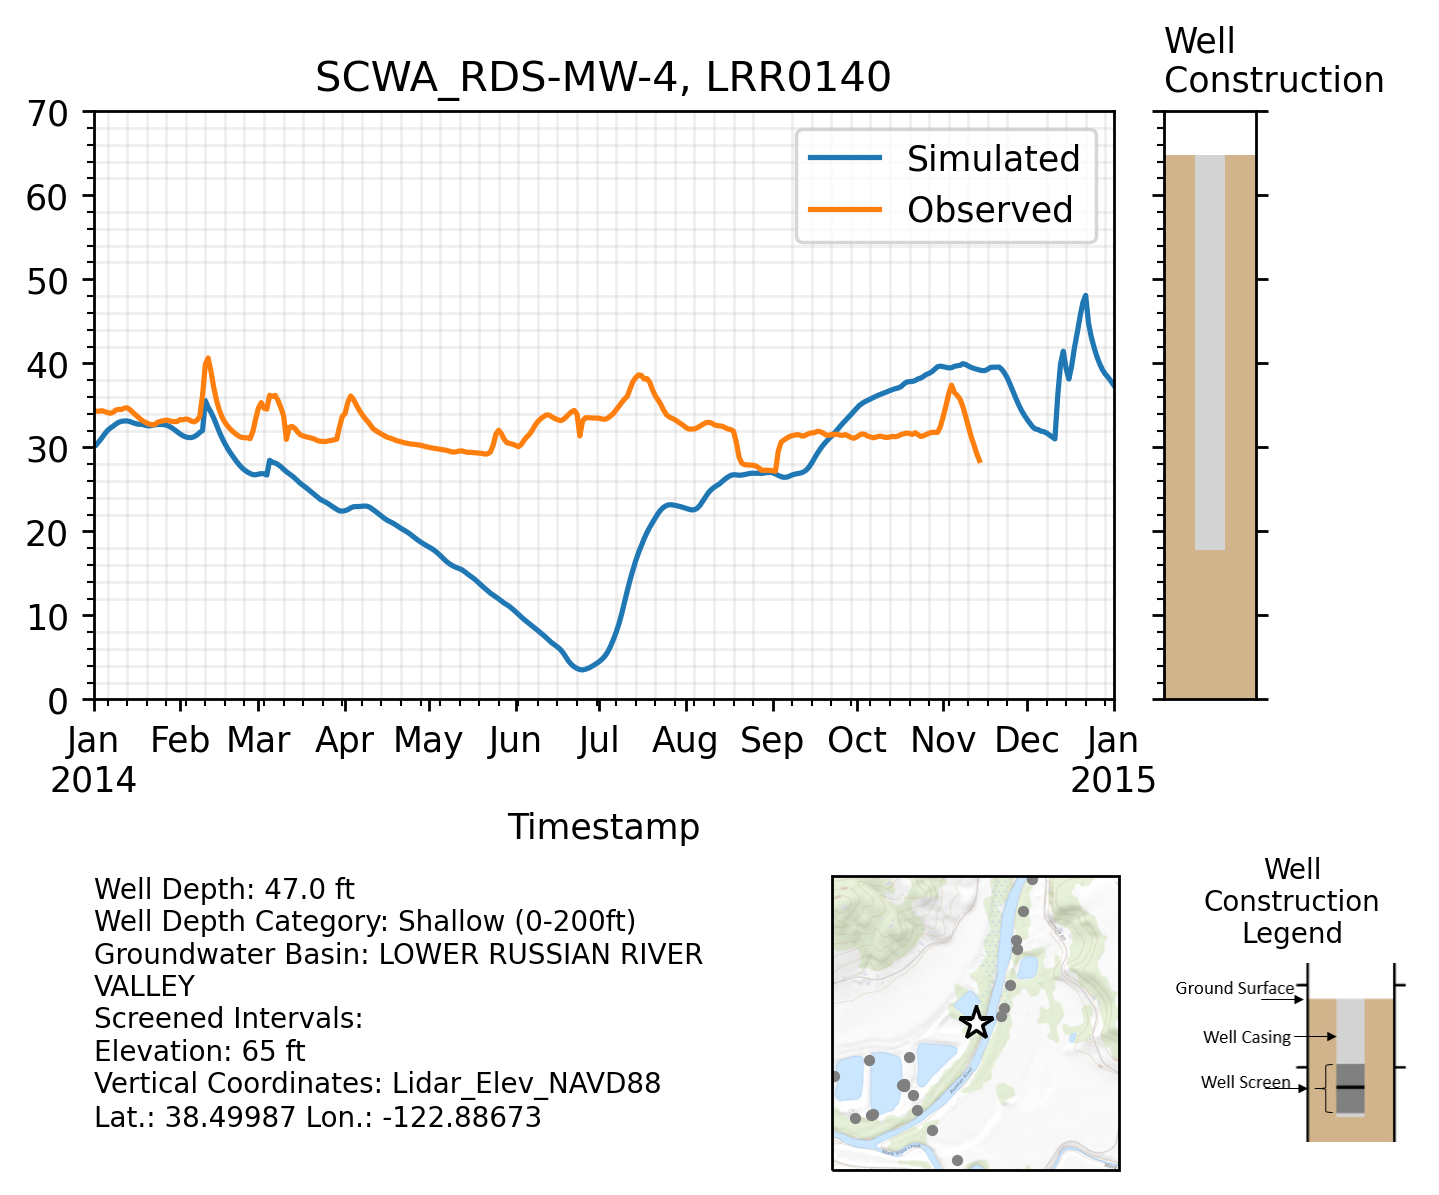 Well
Construction
SCWA_RDS-MW-4, LRR0140
70
60
50
40
30
20
10
0
Simulated
Observed
Jan Feb Mar Apr May Jun Jul Aug Sep Oct Nov Dec Jan
2014 2015
Timestamp
Well Depth: 47.0 ft
Well Depth Category: Shallow (0-200ft)
Groundwater Basin: LOWER RUSSIAN RIVER
VALLEY
Screened Intervals:
Elevation: 65 ft
Vertical Coordinates: Lidar_Elev_NAVD88
Lat.: 38.49987 Lon.: -122.88673
Well
Construction
Legend
Ground Surface
Well Casing
Well Screen